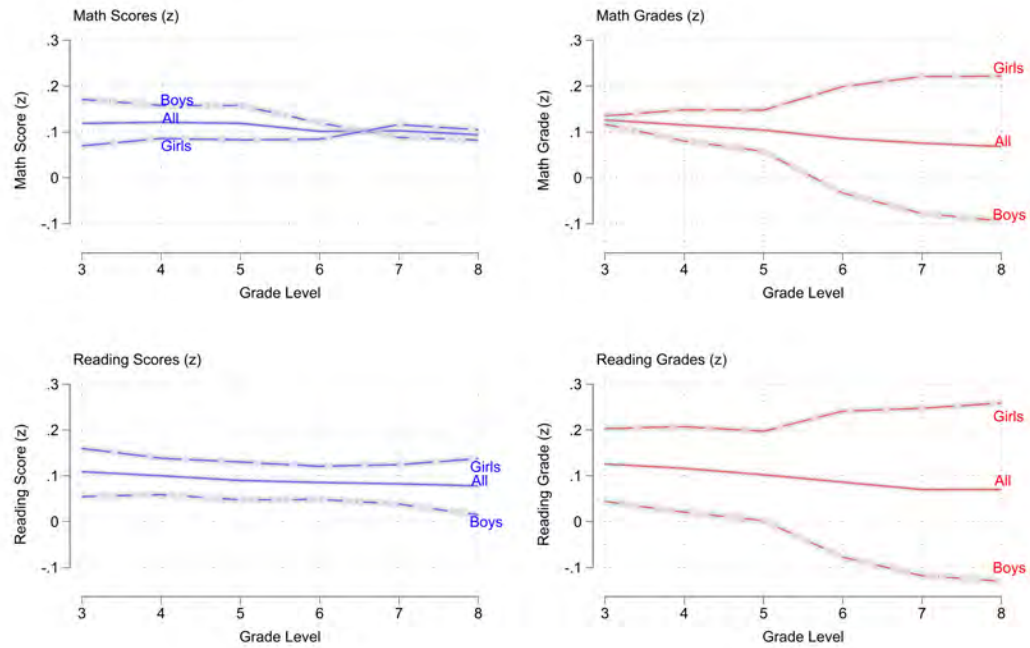 Math Scores (z)
.3
.2
.1
0
-.1
Math Score (z)
Boys
All
Girls
3 4 5 6 7 8
Grade Level
Math Grades (z)
.3
.2
.1
0
-.1
Math Grade (z)
Girls
All
Boys
3 4 5 6 7 8
Grade Level
Reading Scores (z)
.3
.2
.1
0
-.1
Reading Score (z)
Girls
All
Boys
3 4 5 6 7 8
Grade Level
Reading Grades (z)
.3
.2
.1
0
-.1
Reading Grade (z)
Girls
All
Boys
3 4 5 6 7 8
Grade Level